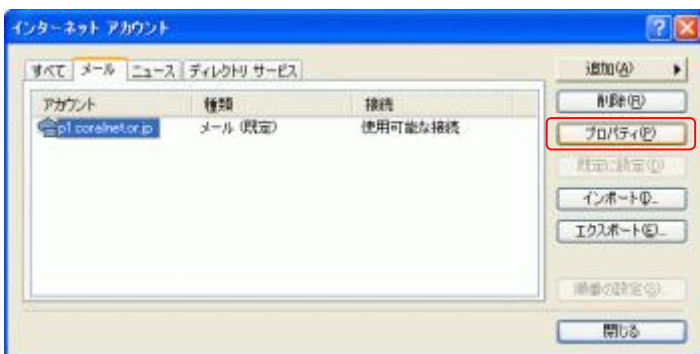 インターネット アカウント
すべて メール ニュース ディレクトリ サービス
追加(A)
アカウント 種類 接続
削除(R)
p1.coralnet.or.jp メール (既定) 使用可能な接続
プロパティ(P)
既定に設定(D)
インポート(I)...
エクスポート(E)...
順番の設定(S)...
閉じる